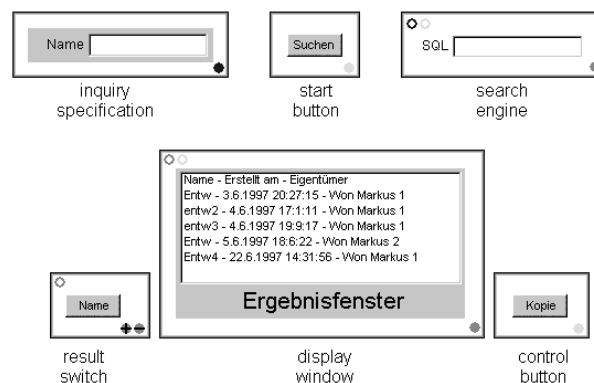 Name
Suchen
SQL
inquiry
specification
start
button
search
engine
Name - Erstellt am - Eigentümer
Entw - 3.6.1997 20:27:15 - Won Markus 1
entw2 - 4.6.1997 17:1:11 - Won Markus 1
entw3 - 4.6.1997 19:9:17 - Won Markus 1
Entw - 5.6.1997 18:6:22 - Won Markus 2
Entw4 - 22.6.1997 14:31:56 - Won Markus 1
Ergebnisfenster
Name
Kopie
result
switch
display
window
control
button